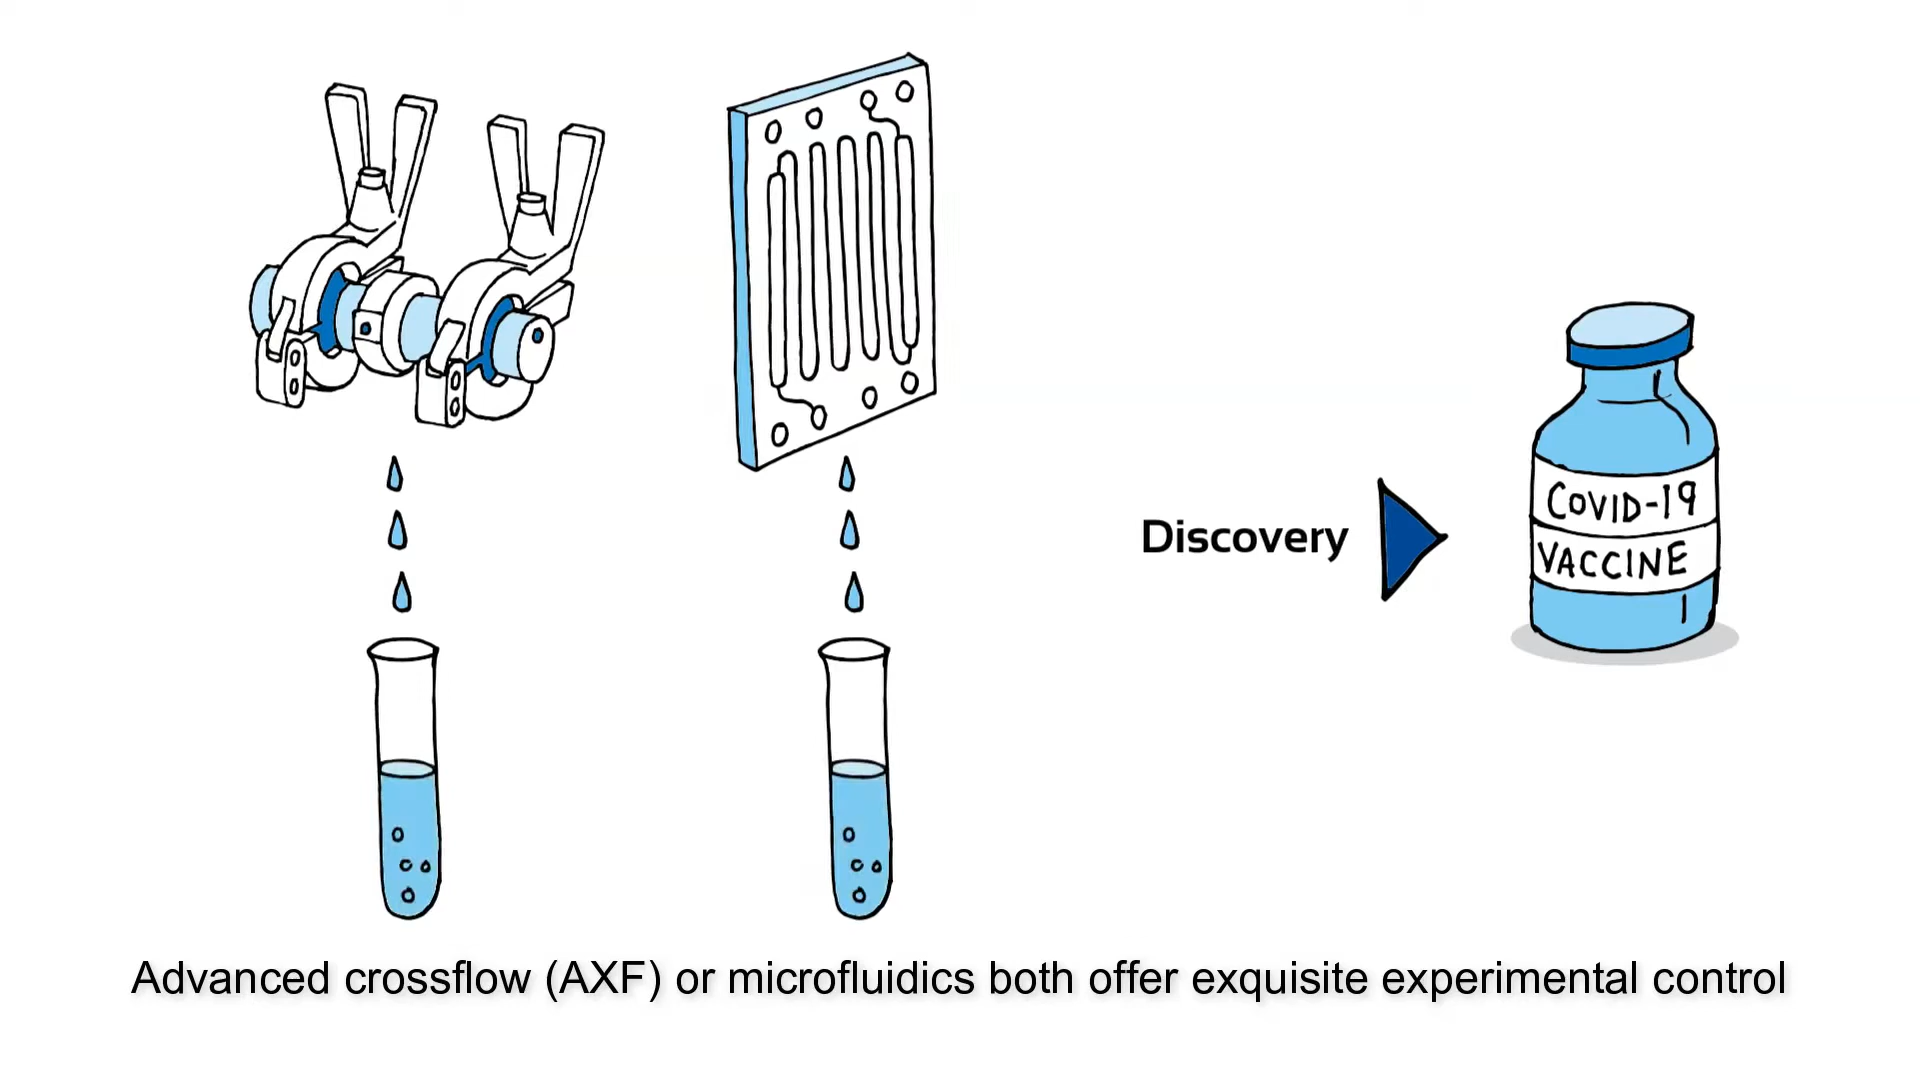 Discovery
COVID-19
VACCINE
Advanced crossflow (AXF) or microfluidics both offer exquisite experimental control